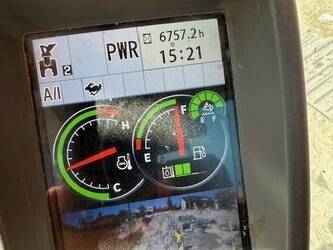 PWR 6757.2h
2 15:21
A/I
H F E F
E
C